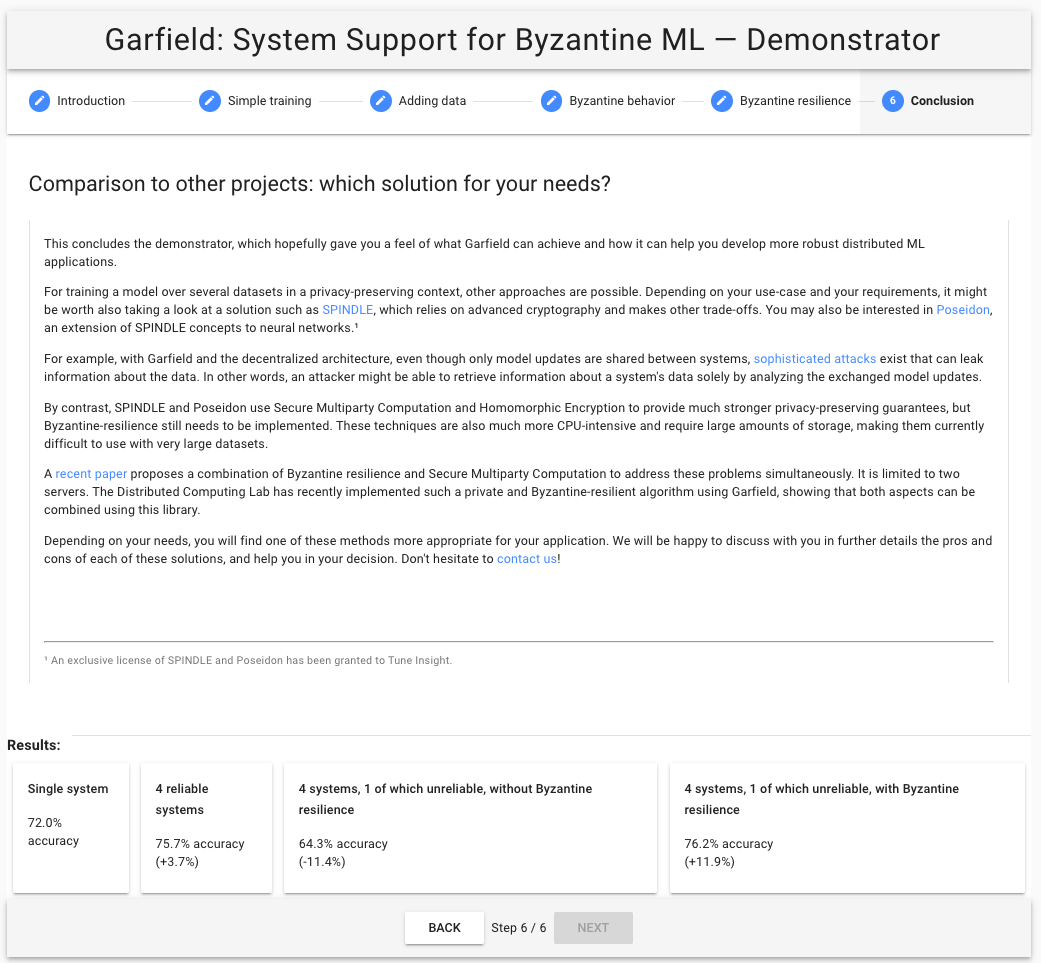 Garfield: System Support for Byzantine ML — Demonstrator
Introduction
Simple training
Adding data
Byzantine behavior
Byzantine resilience
6
Conclusion
Comparison to other projects: which solution for your needs?
This concludes the demonstrator, which hopefully gave you a feel of what Garfield can achieve and how it can help you develop more robust distributed ML
applications.
For training a model over several datasets in a privacy-preserving context, other approaches are possible. Depending on your use-case and your requirements, it might
be worth also taking a look at a solution such as SPINDLE, which relies on advanced cryptography and makes other trade-offs. You may also be interested in Poseidon,
an extension of SPINDLE concepts to neural networks.¹
For example, with Garfield and the decentralized architecture, even though only model updates are shared between systems, sophisticated attacks exist that can leak
information about the data. In other words, an attacker might be able to retrieve information about a system's data solely by analyzing the exchanged model updates.
By contrast, SPINDLE and Poseidon use Secure Multiparty Computation and Homomorphic Encryption to provide much stronger privacy-preserving guarantees, but
Byzantine-resilience still needs to be implemented. These techniques are also much more CPU-intensive and require large amounts of storage, making them currently
difficult to use with very large datasets.
A recent paper proposes a combination of Byzantine resilience and Secure Multiparty Computation to address these problems simultaneously. It is limited to two
servers. The Distributed Computing Lab has recently implemented such a private and Byzantine-resilient algorithm using Garfield, showing that both aspects can be
combined using this library.
Depending on your needs, you will find one of these methods more appropriate for your application. We will be happy to discuss with you in further details the pros and
cons of each of these solutions, and help you in your decision. Don't hesitate to contact us!
¹ An exclusive license of SPINDLE and Poseidon has been granted to Tune Insight.
Results:
Single system
72.0%
accuracy
4 reliable
systems
75.7% accuracy
(+3.7%)
4 systems, 1 of which unreliable, without Byzantine
resilience
64.3% accuracy
(-11.4%)
4 systems, 1 of which unreliable, with Byzantine
resilience
76.2% accuracy
(+11.9%)
BACK
Step 6 / 6
NEXT